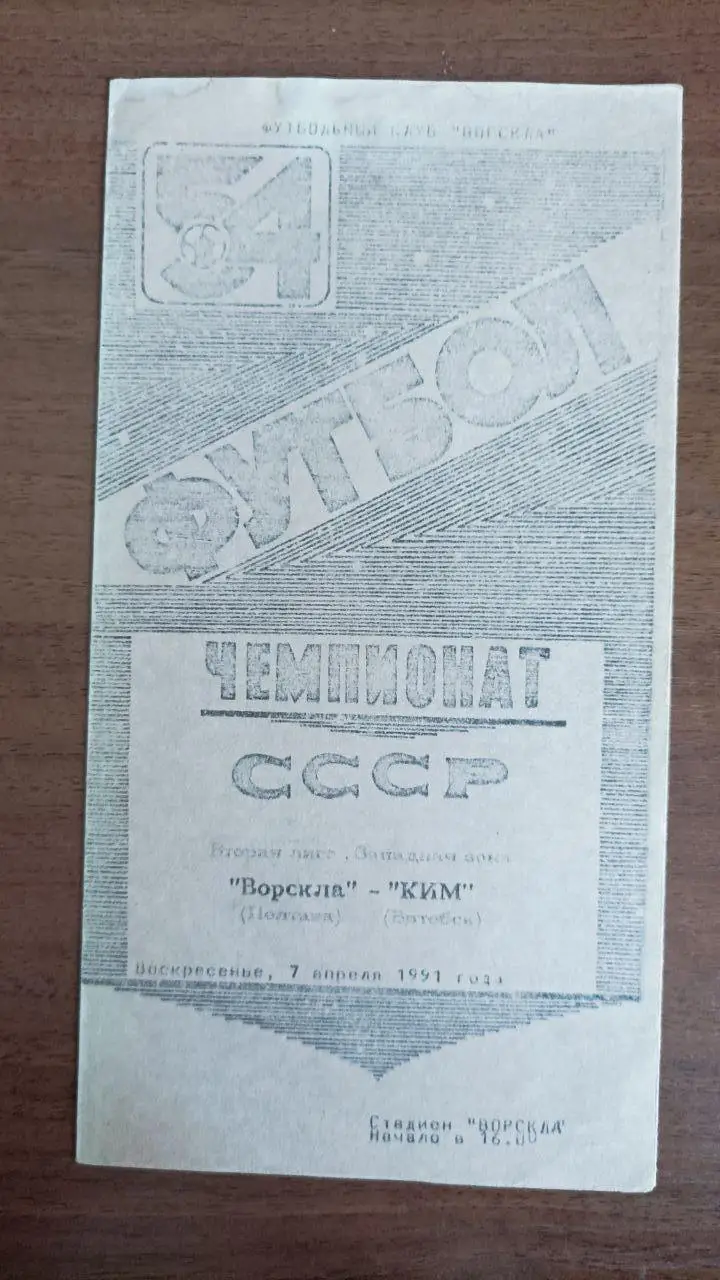 ФУТБОЛЬНЫЙ КЛУБ "ВОРСКЛА"
54
ФУТБОЛ
ЧЕМПИОНАТ
СССР
Вторая лига, Западная зона
"Ворскла" - "КИМ"
(Полтава) (Витебск)
Воскресенье, 7 апреля 1991 года
Стадион "ВОРСКЛА"
Начало в 16.00